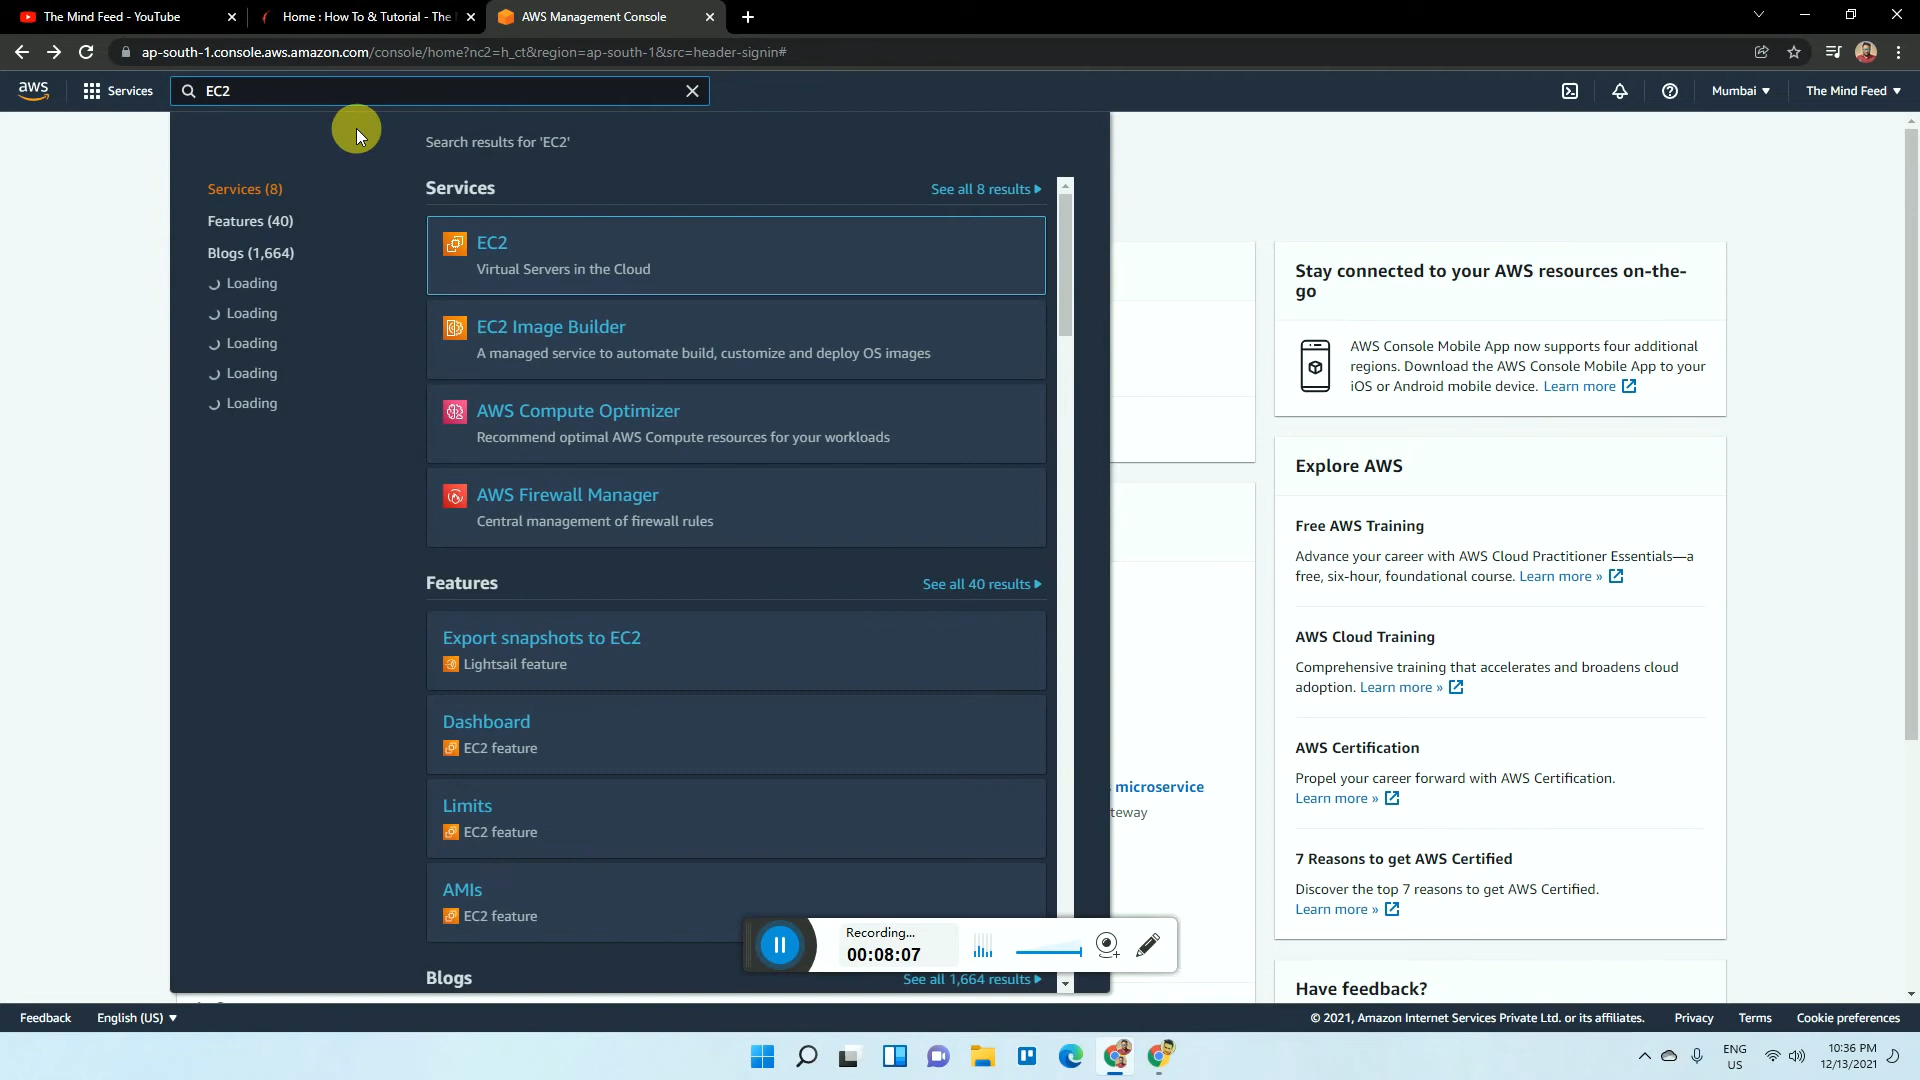 The Mind Feed - YouTube
Home : How To & Tutorial - The
AWS Management Console
ap-south-1.console.aws.amazon.com/console/home?nc2=h_ct&region=ap-south-1&src=header-signin#
aws
Services
EC2
Mumbai
The Mind Feed
Search results for 'EC2'
Services (8)
Features (40)
Blogs (1,664)
Loading
Loading
Loading
Loading
Loading
Services
See all 8 results
EC2
Virtual Servers in the Cloud
EC2 Image Builder
A managed service to automate build, customize and deploy OS images
AWS Compute Optimizer
Recommend optimal AWS Compute resources for your workloads
AWS Firewall Manager
Central management of firewall rules
Features
See all 40 results
Export snapshots to EC2
Lightsail feature
Dashboard
EC2 feature
Limits
EC2 feature
AMIs
EC2 feature
Blogs
See all 1,664 results
microservice
teway
Stay connected to your AWS resources on-the-
go
AWS Console Mobile App now supports four additional
regions. Download the AWS Console Mobile App to your
iOS or Android mobile device. Learn more
Explore AWS
Free AWS Training
Advance your career with AWS Cloud Practitioner Essentials—a
free, six-hour, foundational course. Learn more »
AWS Cloud Training
Comprehensive training that accelerates and broadens cloud
adoption. Learn more »
AWS Certification
Propel your career forward with AWS Certification.
Learn more »
7 Reasons to get AWS Certified
Discover the top 7 reasons to get AWS Certified.
Learn more »
Have feedback?
Recording...
00:08:07
Feedback
English (US)
© 2021, Amazon Internet Services Private Ltd. or its affiliates.
Privacy
Terms
Cookie preferences
ENG
US
10:36 PM
12/13/2021